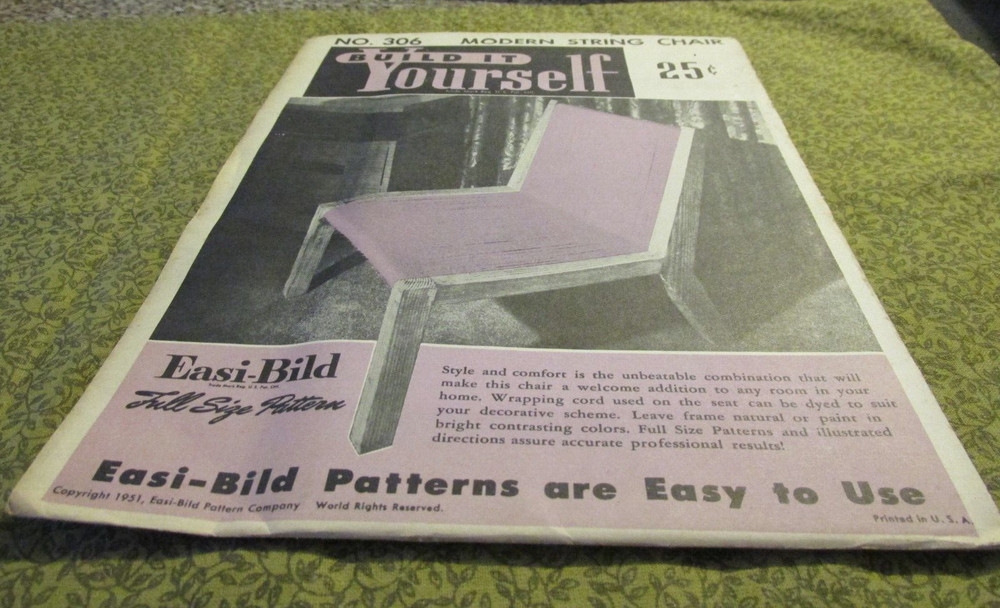 NO. 306 MODERN STRING CHAIR
BUILD IT
Yourself
25¢
Easi-Bild
Full Size Pattern
Style and comfort is the unbeatable combination that will
make this chair a welcome addition to any room in your
home. Wrapping cord used on the seat can be dyed to suit
your decorative scheme. Leave frame natural or paint in
bright contrasting colors. Full Size Patterns and illustrated
directions assure accurate professional results!
Easi-Bild Patterns are Easy to Use
Copyright 1951, Easi-Bild Pattern Company World Rights Reserved.
Printed in U. S. A.